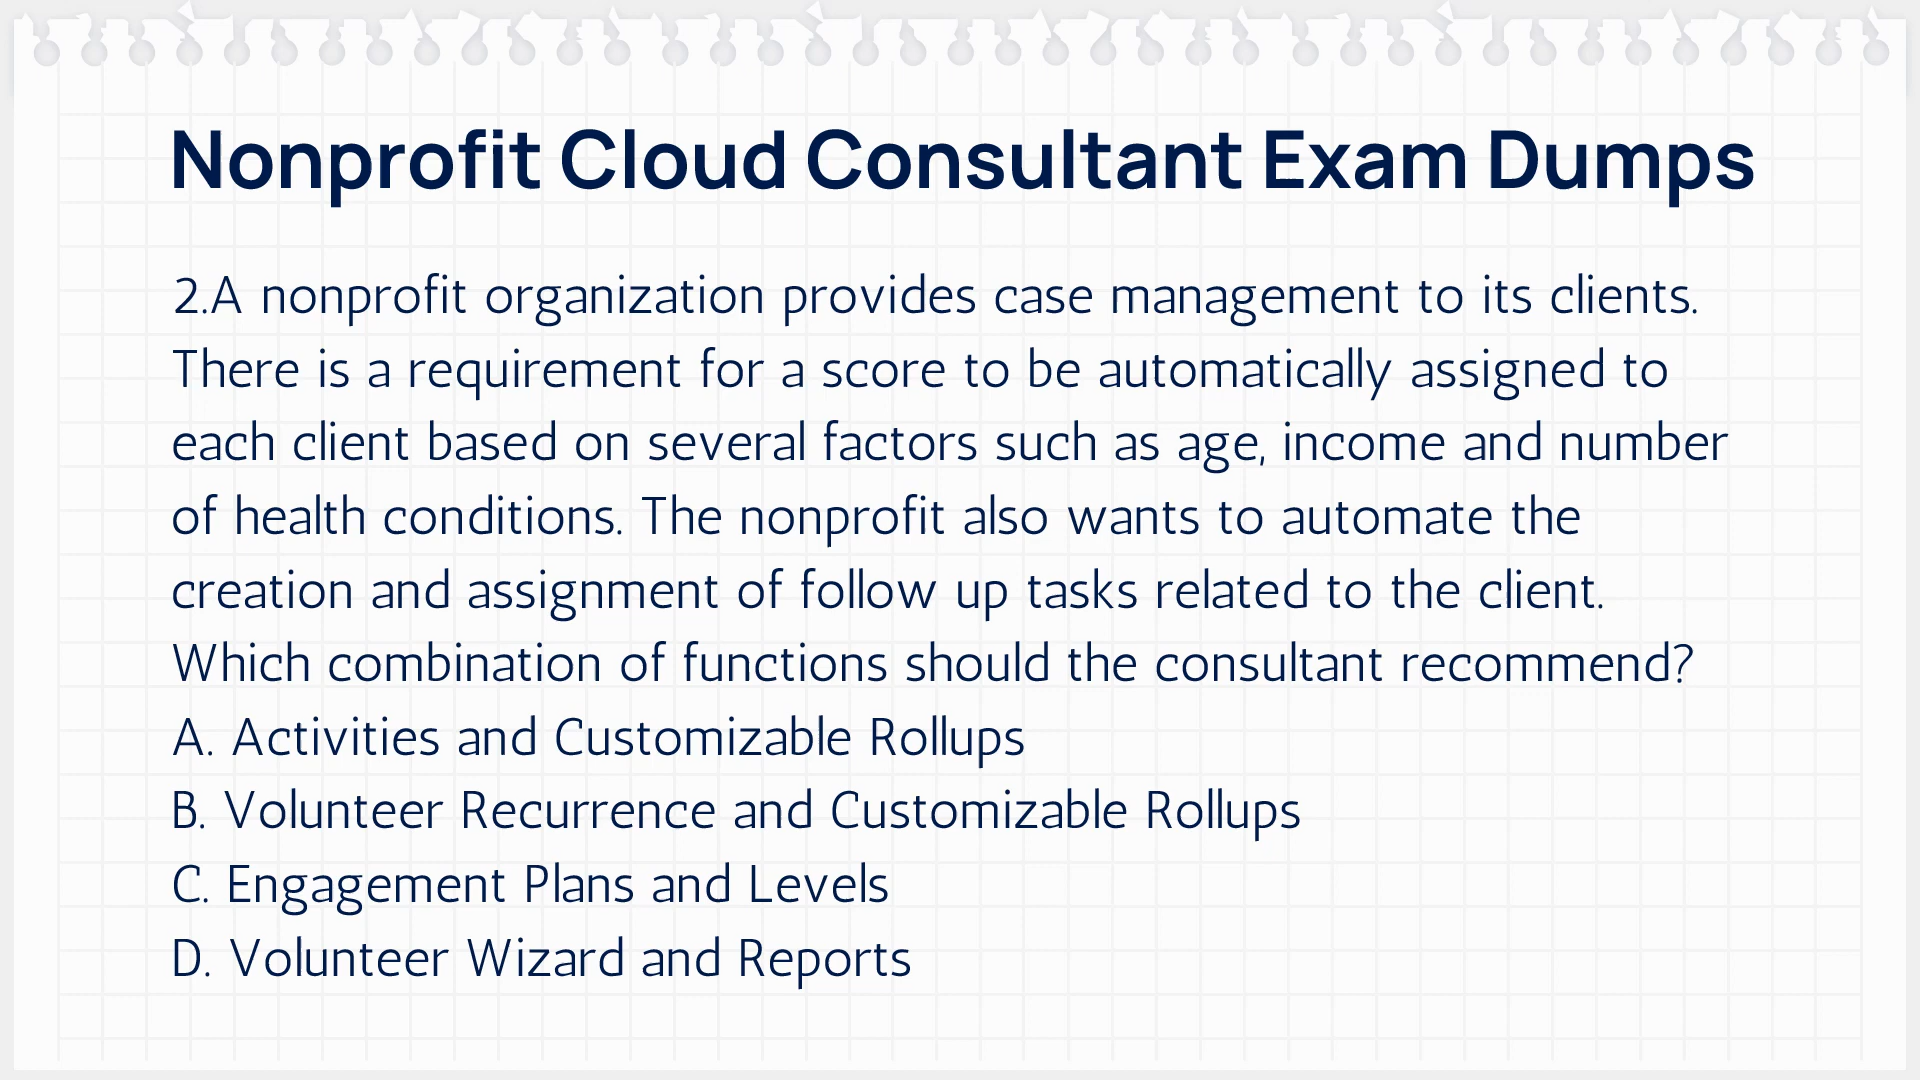 Nonprofit Cloud Consultant Exam Dumps
2.A nonprofit organization provides case management to its clients.
There is a requirement for a score to be automatically assigned to
each client based on several factors such as age, income and number
of health conditions. The nonprofit also wants to automate the
creation and assignment of follow up tasks related to the client.
Which combination of functions should the consultant recommend?
A. Activities and Customizable Rollups
B. Volunteer Recurrence and Customizable Rollups
C. Engagement Plans and Levels
D. Volunteer Wizard and Reports